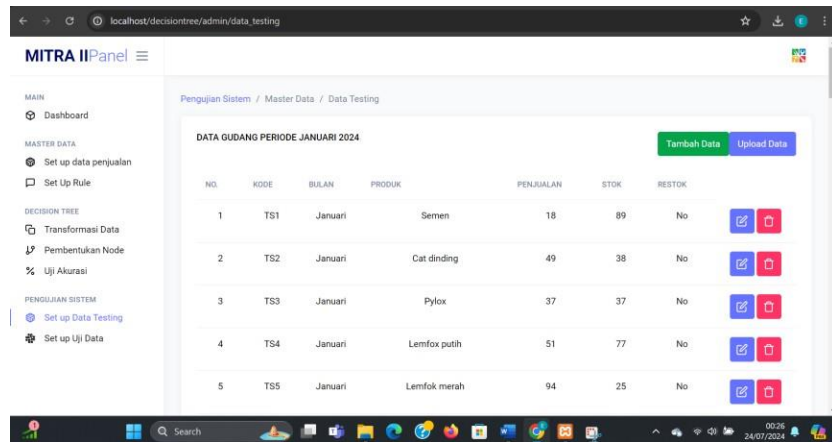 localhost/decisiontree/admin/data_testing
MITRA IIPanel
MAIN
Dashboard
MASTER DATA
Set up data penjualan
Set Up Rule
DECISION TREE
Transformasi Data
Pembentukan Node
Uji Akurasi
PENGUJIAN SISTEM
Set up Data Testing
Set up Uji Data
Pengujian Sistem / Master Data / Data Testing
DATA GUDANG PERIODE JANUARI 2024
Tambah Data Upload Data
NO. KODE BULAN PRODUK PENJUALAN STOK RESTOK
1 TS1 Januari Semen 18 89 No
2 TS2 Januari Cat dinding 49 38 No
3 TS3 Januari Pylox 37 37 No
4 TS4 Januari Lemfox putih 51 77 No
5 TS5 Januari Lemfok merah 94 25 No
Search
00:26
24/07/2024